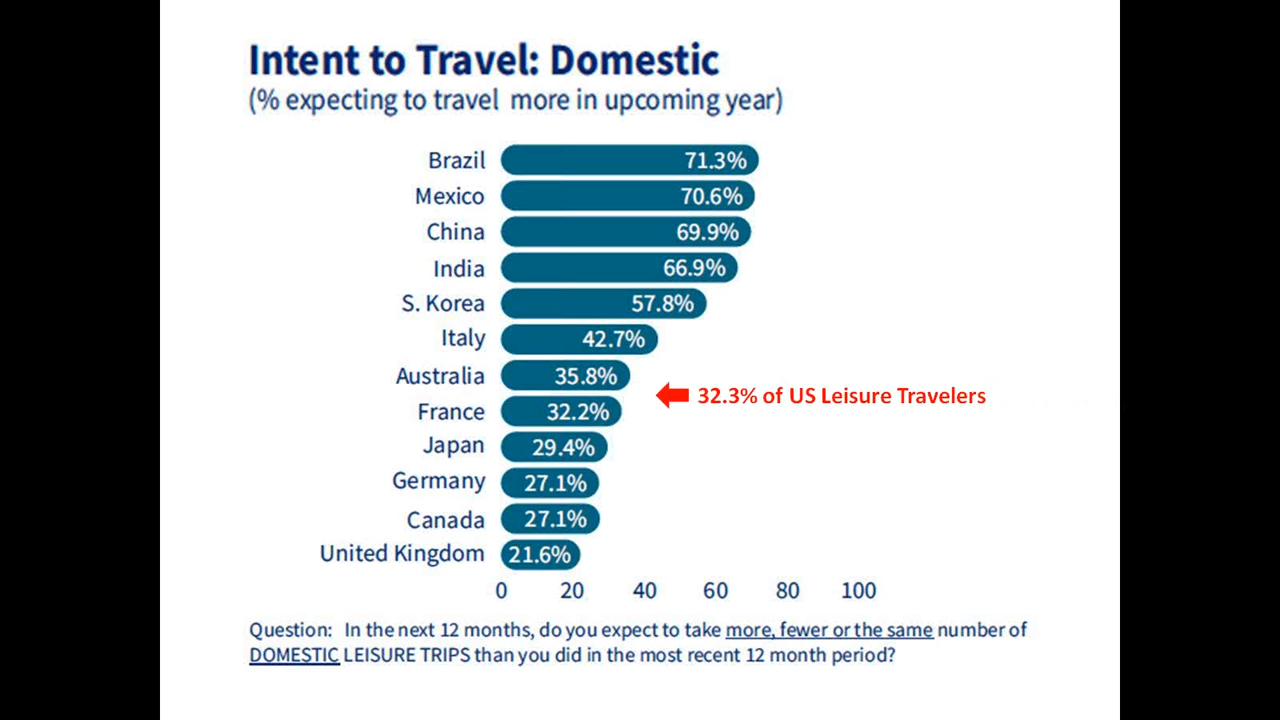 Intent to Travel: Domestic
(% expecting to travel more in upcoming year)
Brazil 71.3%
Mexico 70.6%
China 69.9%
India 66.9%
S. Korea 57.8%
Italy 42.7%
Australia 35.8%
32.3% of US Leisure Travelers
France 32.2%
Japan 29.4%
Germany 27.1%
Canada 27.1%
United Kingdom 21.6%
0 20 40 60 80 100
Question: In the next 12 months, do you expect to take more, fewer or the same number of
DOMESTIC LEISURE TRIPS than you did in the most recent 12 month period?